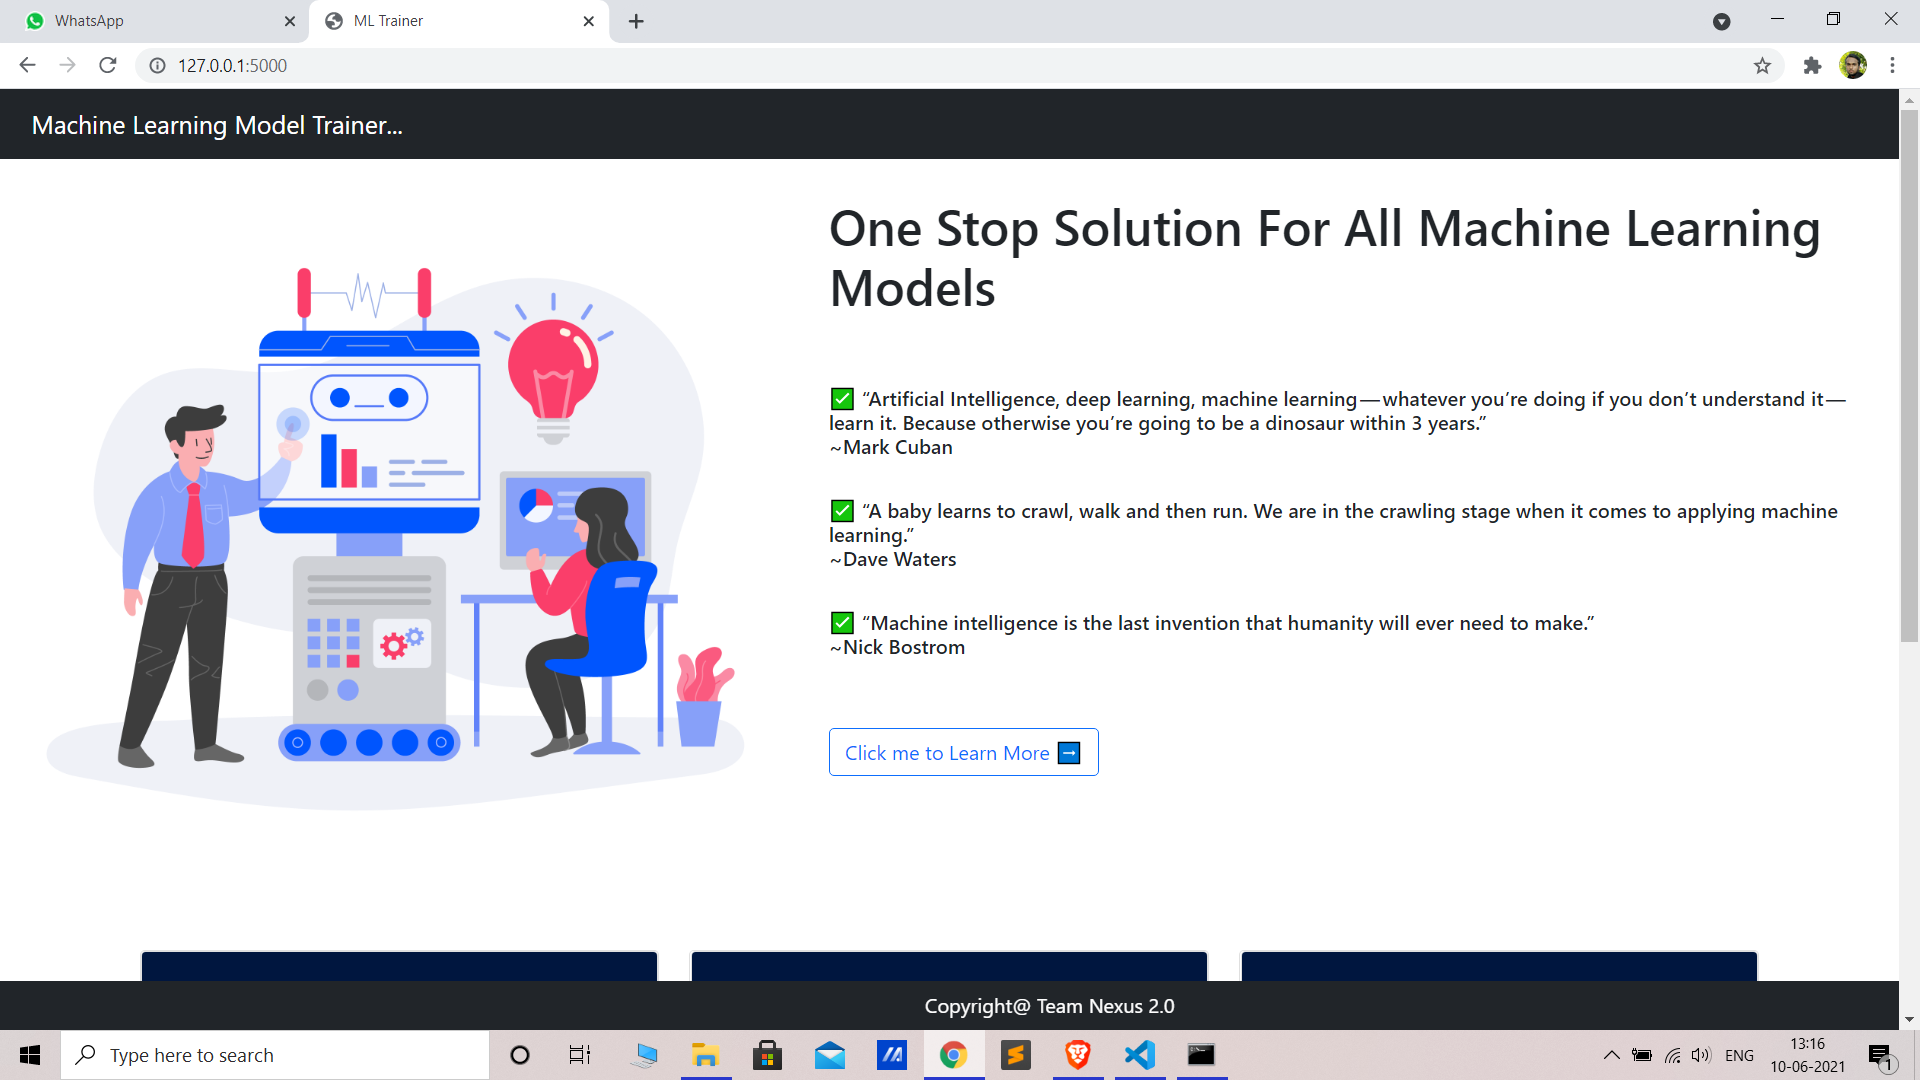 WhatsApp
ML Trainer
127.0.0.1:5000
Machine Learning Model Trainer...
One Stop Solution For All Machine Learning
Models
✅ “Artificial Intelligence, deep learning, machine learning — whatever you’re doing if you don’t understand it —
learn it. Because otherwise you’re going to be a dinosaur within 3 years.”
~Mark Cuban
✅ “A baby learns to crawl, walk and then run. We are in the crawling stage when it comes to applying machine
learning.”
~Dave Waters
✅ “Machine intelligence is the last invention that humanity will ever need to make.”
~Nick Bostrom
Click me to Learn More ➡
Copyright@ Team Nexus 2.0
Type here to search
ENG
13:16
10-06-2021
1